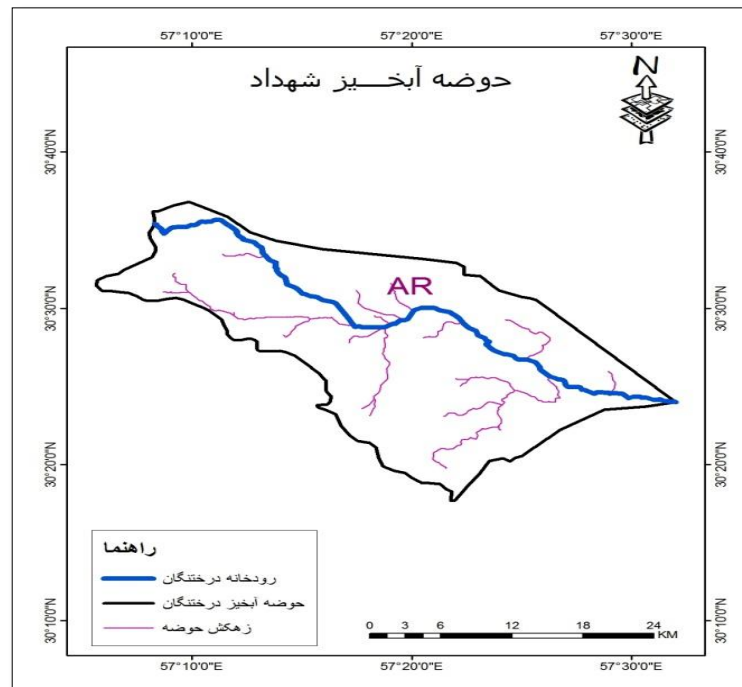 57°10'0"E 57°20'0"E 57°30'0"E
حوضه آبخـــیز شهداد
N
30°40'0"N 30°40'0"N
AR
30°30'0"N 30°30'0"N
30°20'0"N 30°20'0"N
راهنما
رودخانه درختنگان
حوضه آبخیز درختنگان
زهکش حوضه
0 3 6 12 18 24
KM
30°10'0"N 30°10'0"N
57°10'0"E 57°20'0"E 57°30'0"E